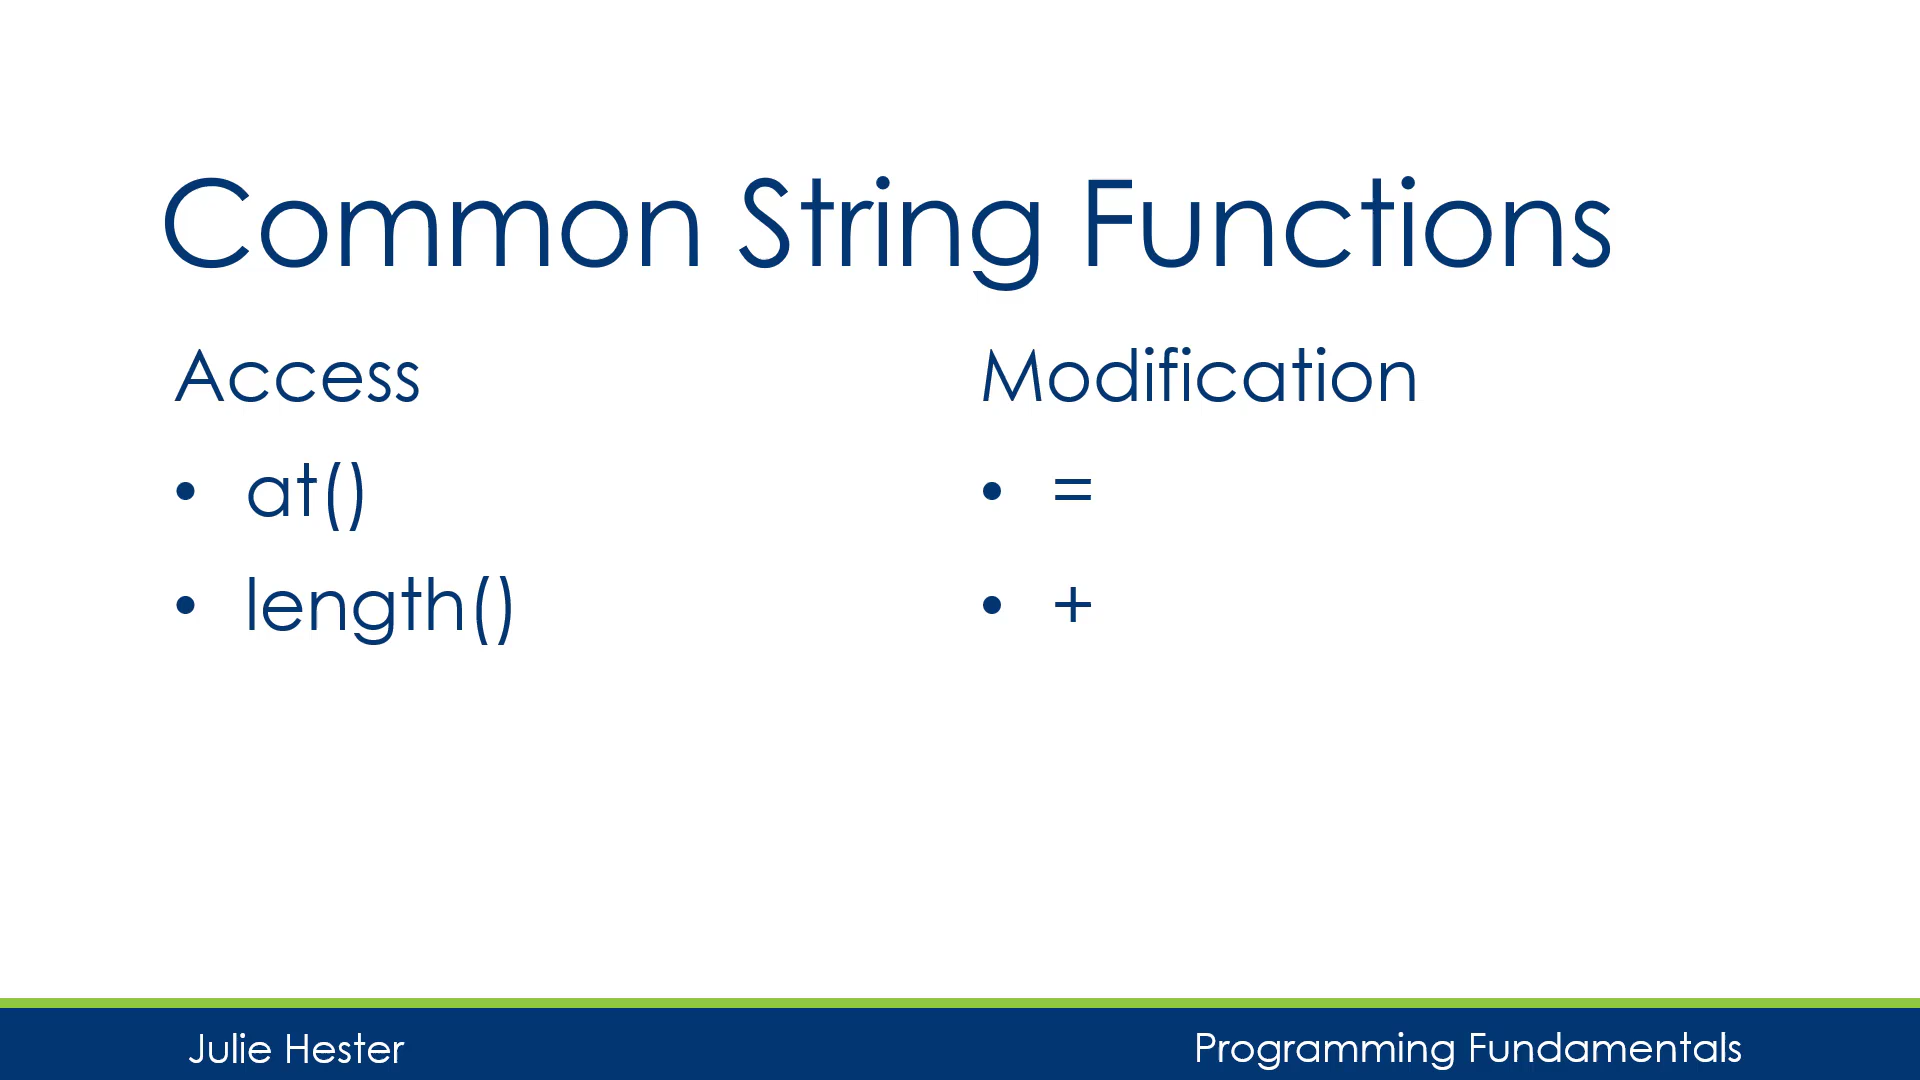 Common String Functions
Access
• at()
• length()
Modification
• =
• +
Julie Hester
Programming Fundamentals